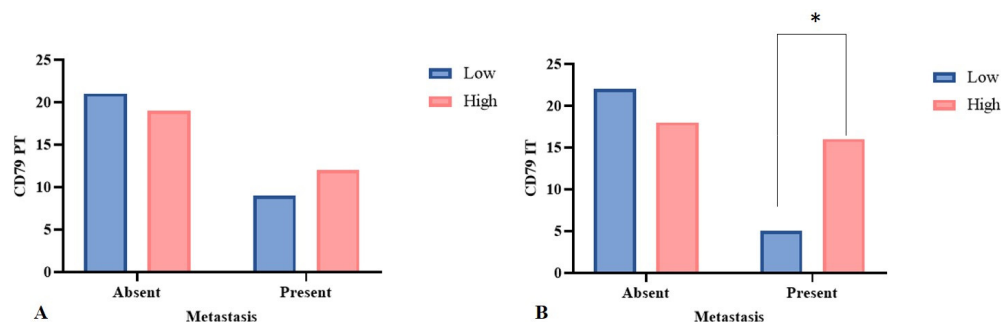 25
20
15
10
5
0
CD79 PT
Absent
Present
Metastasis
Low
High
A
*
25
20
15
10
5
0
CD79 IT
Absent
Present
Metastasis
Low
High
B